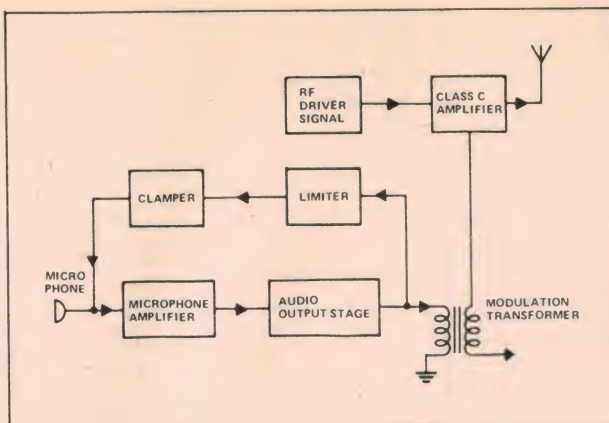 RF
DRIVER
SIGNAL
CLASS C
AMPLIFIER
CLAMPER
LIMITER
MICRO
PHONE
MICROPHONE
AMPLIFIER
AUDIO
OUTPUT STAGE
MODULATION
TRANSFORMER